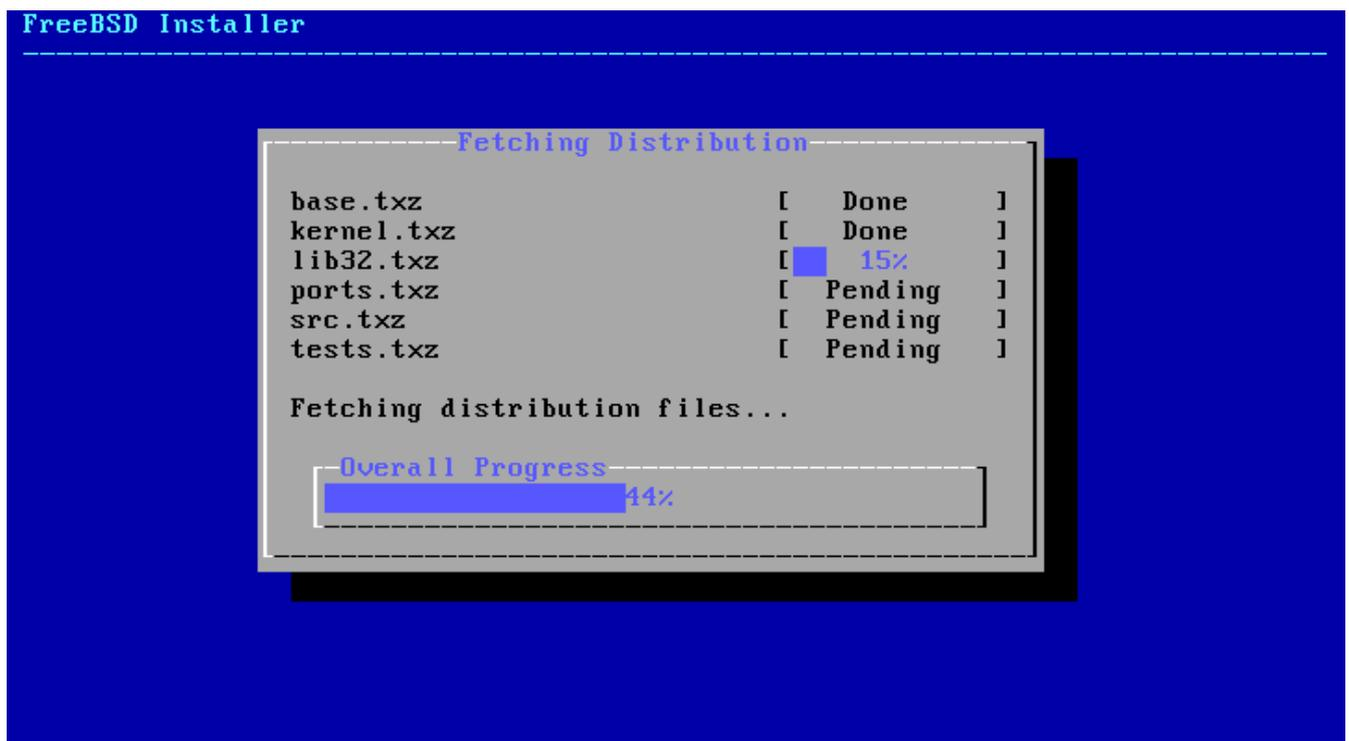 FreeBSD Installer
Fetching Distribution
base.txz [ Done ]
kernel.txz [ Done ]
lib32.txz [ 15% ]
ports.txz [ Pending ]
src.txz [ Pending ]
tests.txz [ Pending ]
Fetching distribution files...
Overall Progress
44%